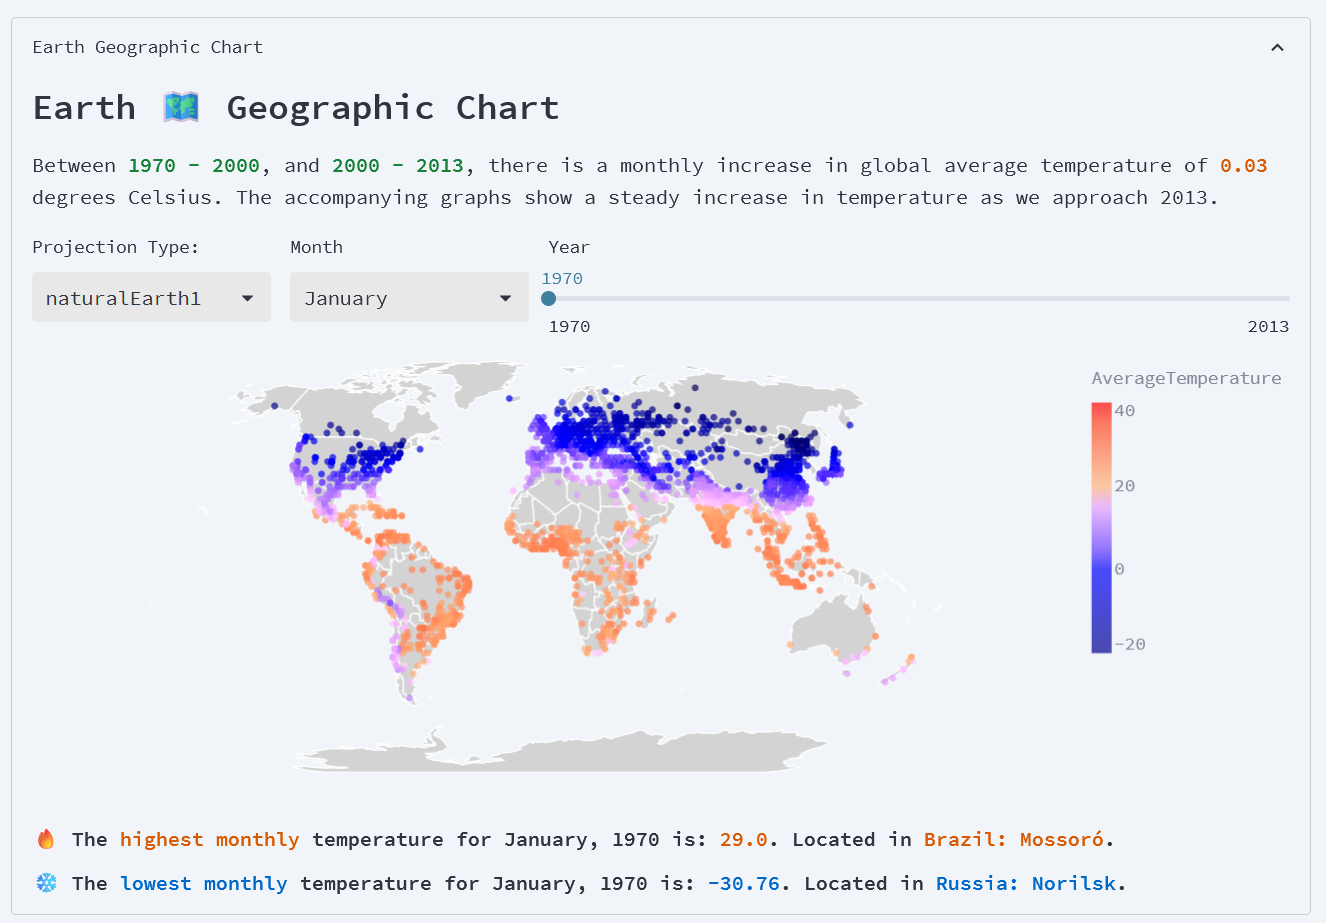 Earth Geographic Chart
Earth 🗺️ Geographic Chart
Between 1970 - 2000, and 2000 - 2013, there is a monthly increase in global average temperature of 0.03
degrees Celsius. The accompanying graphs show a steady increase in temperature as we approach 2013.
Projection Type:
Month
Year
naturalEarth1
January
1970
1970
2013
AverageTemperature
40
20
0
−20
🔥 The highest monthly temperature for January, 1970 is: 29.0. Located in Brazil: Mossoró.
❄️ The lowest monthly temperature for January, 1970 is: -30.76. Located in Russia: Norilsk.